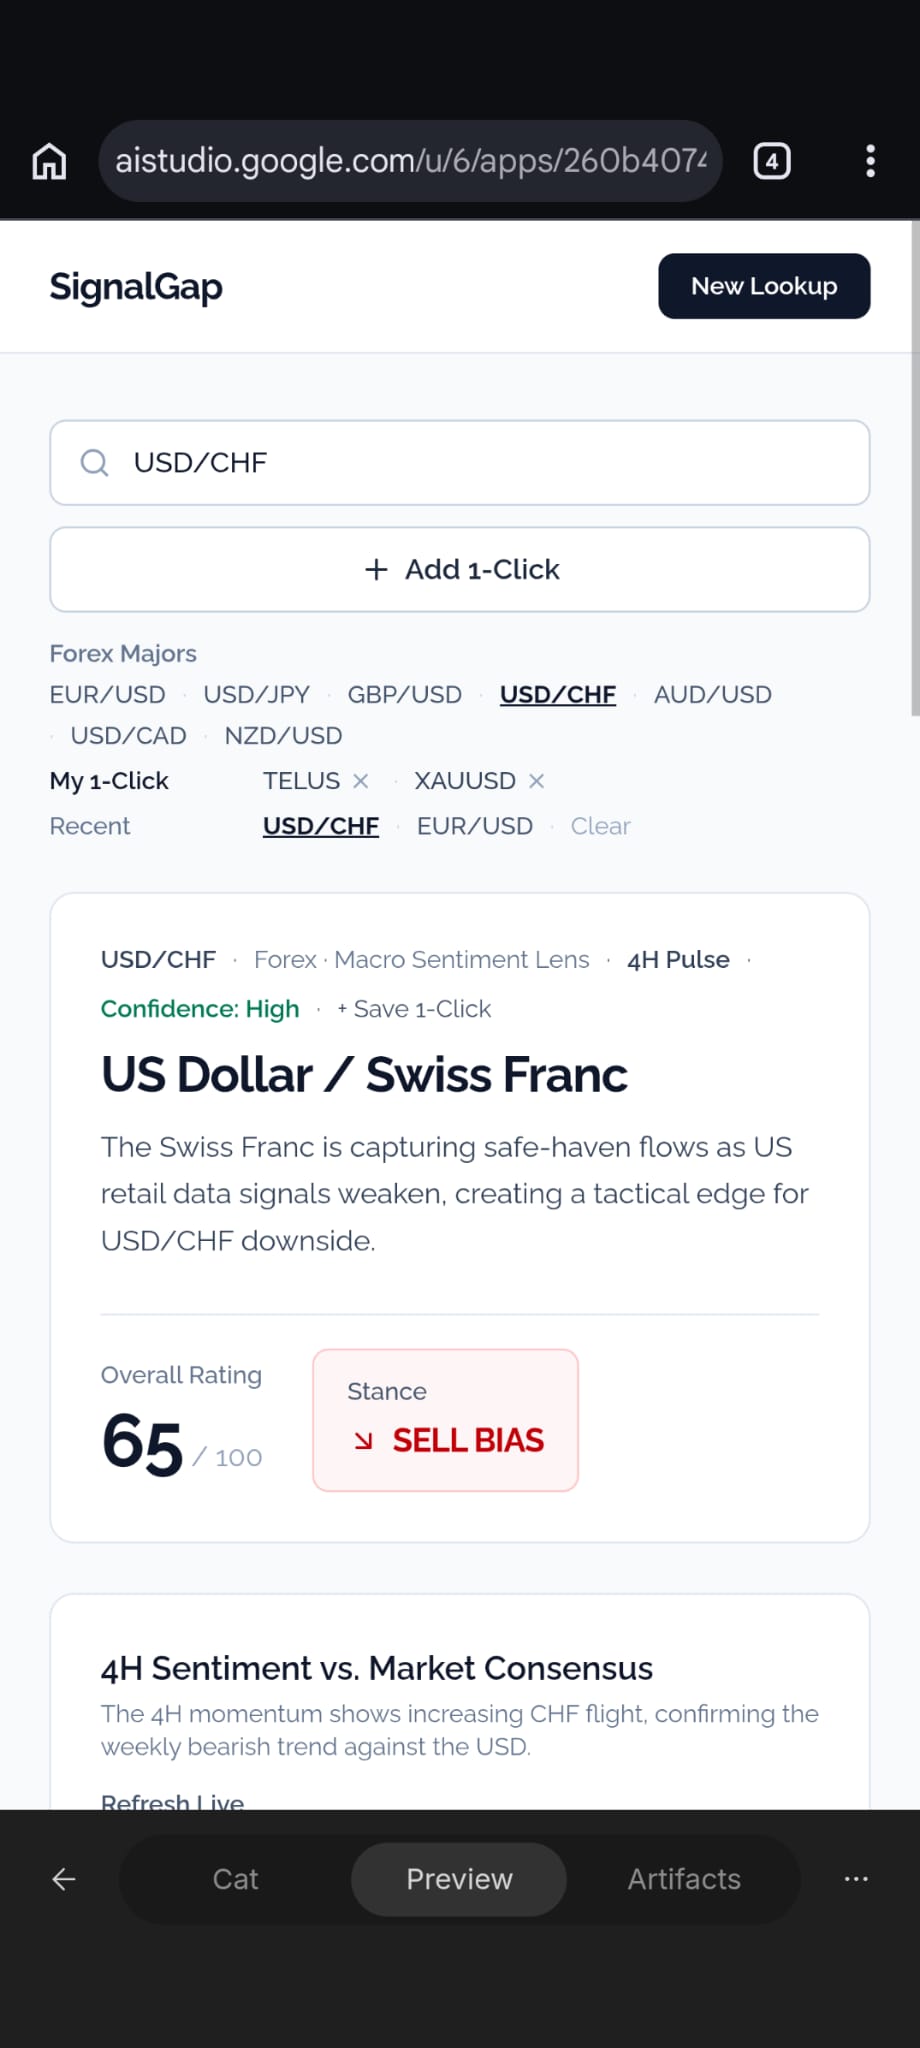 aistudio.google.com/u/6/apps/260b4074
4
SignalGap
New Lookup
USD/CHF
+ Add 1-Click
Forex Majors
EUR/USD · USD/JPY · GBP/USD · USD/CHF · AUD/USD
· USD/CAD · NZD/USD
My 1-Click TELUS × · XAUUSD ×
Recent USD/CHF · EUR/USD · Clear
USD/CHF · Forex · Macro Sentiment Lens · 4H Pulse ·
Confidence: High · + Save 1-Click
US Dollar / Swiss Franc
The Swiss Franc is capturing safe-haven flows as US
retail data signals weaken, creating a tactical edge for
USD/CHF downside.
Overall Rating
65 / 100
Stance
↘ SELL BIAS
4H Sentiment vs. Market Consensus
The 4H momentum shows increasing CHF flight, confirming the
weekly bearish trend against the USD.
Refresh Live
Cat
Preview
Artifacts